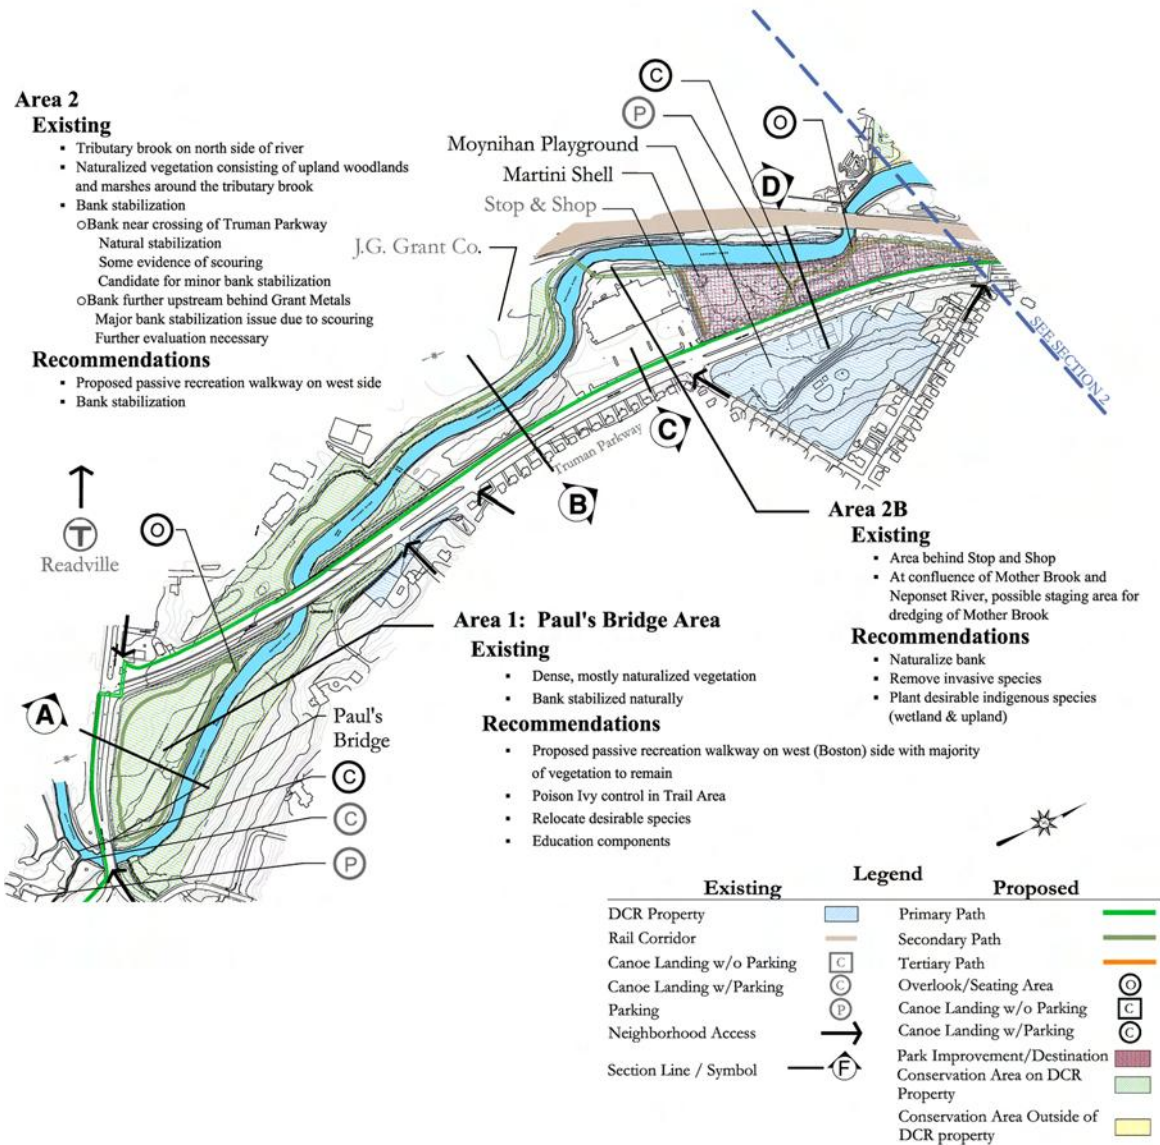 Area 2
Existing
▪ Tributary brook on north side of river
▪ Naturalized vegetation consisting of upland woodlands
and marshes around the tributary brook
▪ Bank stabilization
○Bank near crossing of Truman Parkway
Natural stabilization
Some evidence of scouring
Candidate for minor bank stabilization
○Bank further upstream behind Grant Metals
Major bank stabilization issue due to scouring
Further evaluation necessary
Recommendations
▪ Proposed passive recreation walkway on west side
▪ Bank stabilization
C
P
O
Moynihan Playground
Martini Shell
Stop & Shop
J.G. Grant Co.
D
SEE SECTION 2
C
Truman Parkway
B
T
Readville
O
A
Area 2B
Existing
▪ Area behind Stop and Shop
▪ At confluence of Mother Brook and
Neponset River, possible staging area for
dredging of Mother Brook
Recommendations
▪ Naturalize bank
▪ Remove invasive species
▪ Plant desirable indigenous species
(wetland & upland)
Area 1: Paul's Bridge Area
Existing
▪ Dense, mostly naturalized vegetation
▪ Bank stabilized naturally
Recommendations
▪ Proposed passive recreation walkway on west (Boston) side with majority
of vegetation to remain
▪ Poison Ivy control in Trail Area
▪ Relocate desirable species
▪ Education components
Paul's
Bridge
C
C
P
Legend
Existing
DCR Property
Rail Corridor
Canoe Landing w/o Parking C
Canoe Landing w/Parking C
Parking P
Neighborhood Access
Section Line / Symbol F
Proposed
Primary Path
Secondary Path
Tertiary Path
Overlook/Seating Area O
Canoe Landing w/o Parking C
Canoe Landing w/Parking C
Park Improvement/Destination
Conservation Area on DCR
Property
Conservation Area Outside of
DCR property